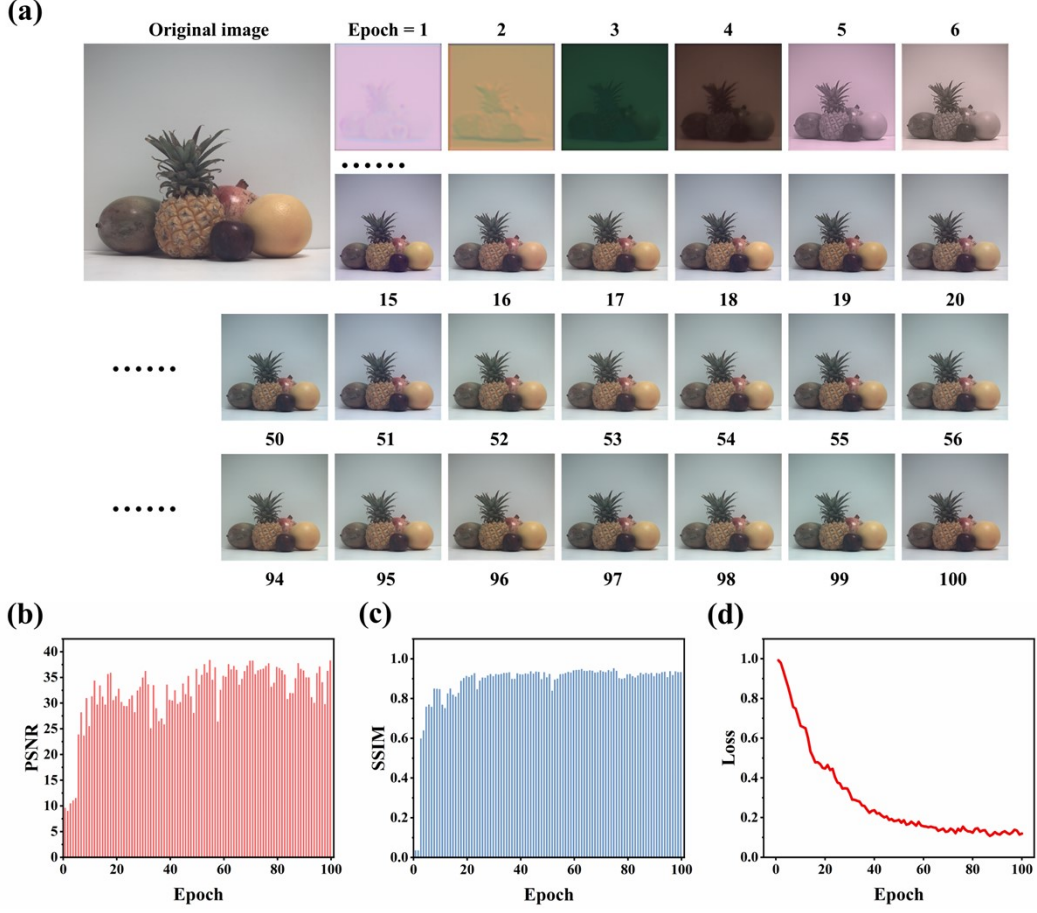 (a)
Original image Epoch = 1 2 3 4 5 6
......
15 16 17 18 19 20
......
50 51 52 53 54 55 56
......
94 95 96 97 98 99 100
(b) (c) (d)
PSNR
40
35
30
25
20
15
10
5
0
0 20 40 60 80 100
Epoch
SSIM
1.0
0.8
0.6
0.4
0.2
0.0
0 20 40 60 80 100
Epoch
Loss
1.0
0.8
0.6
0.4
0.2
0.0
0 20 40 60 80 100
Epoch